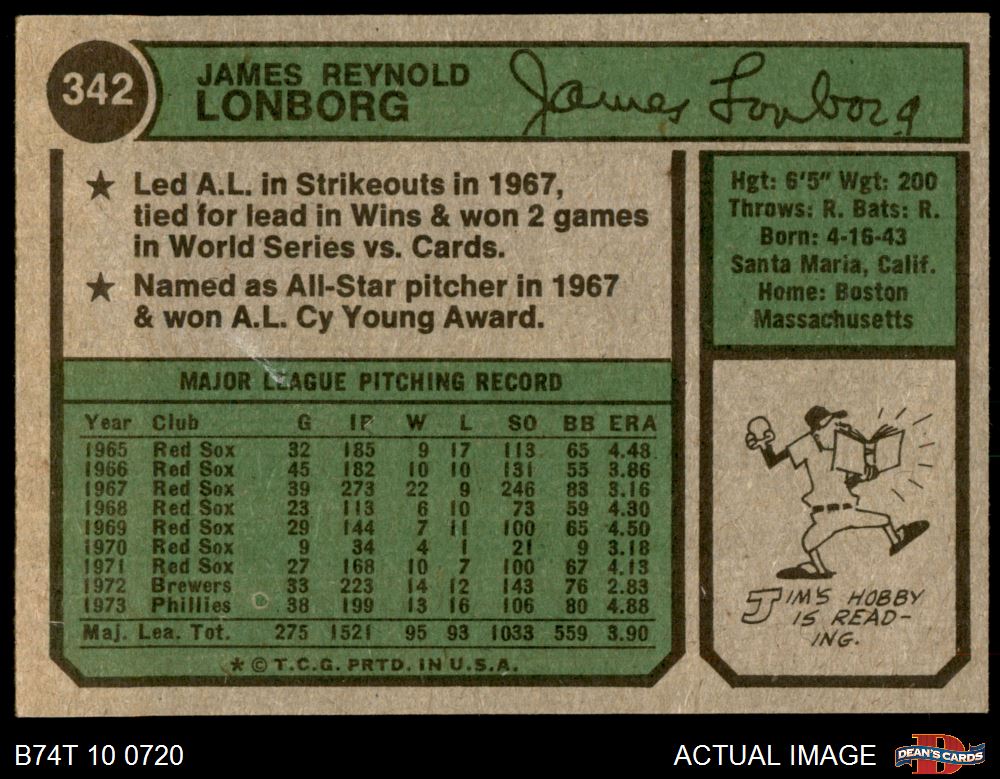 342
JAMES REYNOLD
LONBORG
James Lonborg
★ Led A.L. in Strikeouts in 1967,
tied for lead in Wins & won 2 games
in World Series vs. Cards.
★ Named as All-Star pitcher in 1967
& won A.L. Cy Young Award.
Hgt: 6'5" Wgt: 200
Throws: R. Bats: R.
Born: 4-16-43
Santa Maria, Calif.
Home: Boston
Massachusetts
MAJOR LEAGUE PITCHING RECORD
Year Club G IP W L SO BB ERA
1965 Red Sox 32 185 9 17 113 65 4.48
1966 Red Sox 45 182 10 10 131 55 3.86
1967 Red Sox 39 273 22 9 246 83 3.16
1968 Red Sox 23 113 6 10 73 59 4.30
1969 Red Sox 29 144 7 11 100 65 4.50
1970 Red Sox 9 34 4 1 21 9 3.18
1971 Red Sox 27 168 10 7 100 67 4.13
1972 Brewers 33 223 14 12 143 76 2.83
1973 Phillies 38 199 13 16 106 80 4.88
Maj. Lea. Tot. 275 1521 95 93 1033 559 3.90
★ © T.C.G. PRTD. IN U.S.A.
JIM'S HOBBY
IS READ-
ING.
B74T 10 0720
ACTUAL IMAGE
DEAN'S CARDS